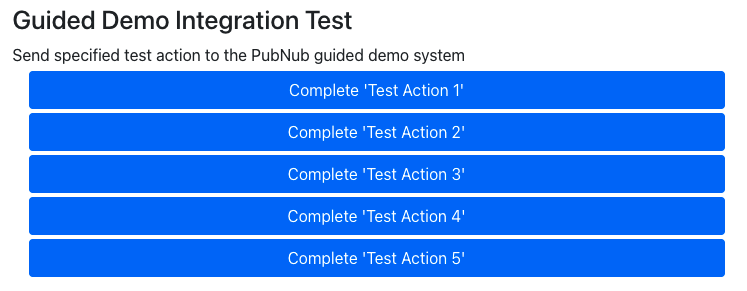 Guided Demo Integration Test
Send specified test action to the PubNub guided demo system
Complete 'Test Action 1'
Complete 'Test Action 2'
Complete 'Test Action 3'
Complete 'Test Action 4'
Complete 'Test Action 5'